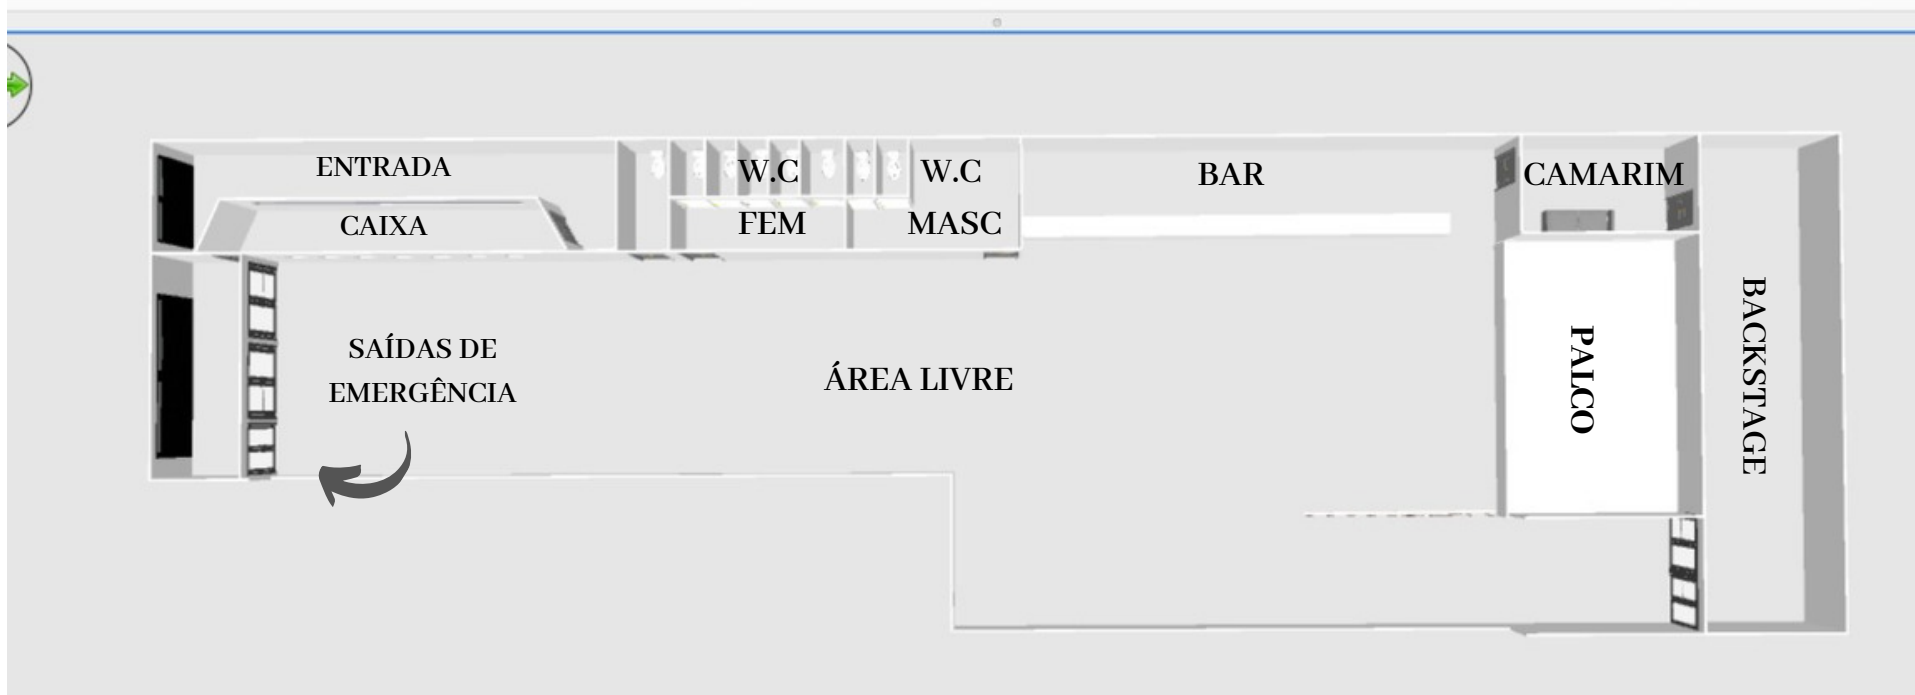 ENTRADA
CAIXA
W.C
FEM
W.C
MASC
BAR
CAMARIM
SAÍDAS DE
EMERGÊNCIA
ÁREA LIVRE
PALCO
BACKSTAGE